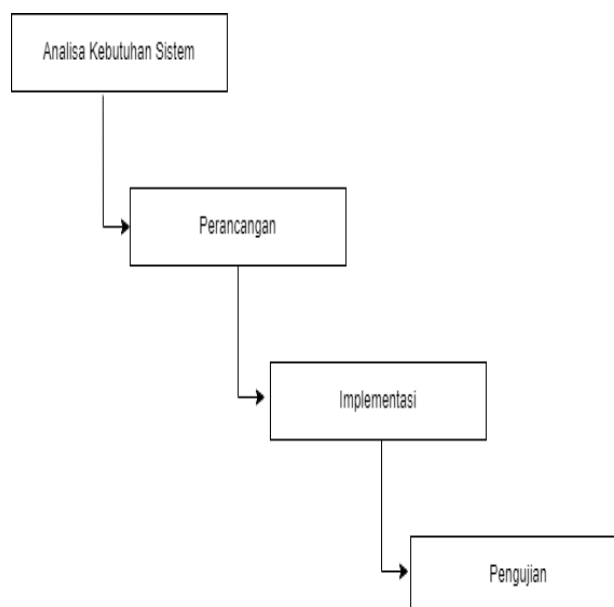 Analisa Kebutuhan Sistem
Perancangan
Implementasi
Pengujian